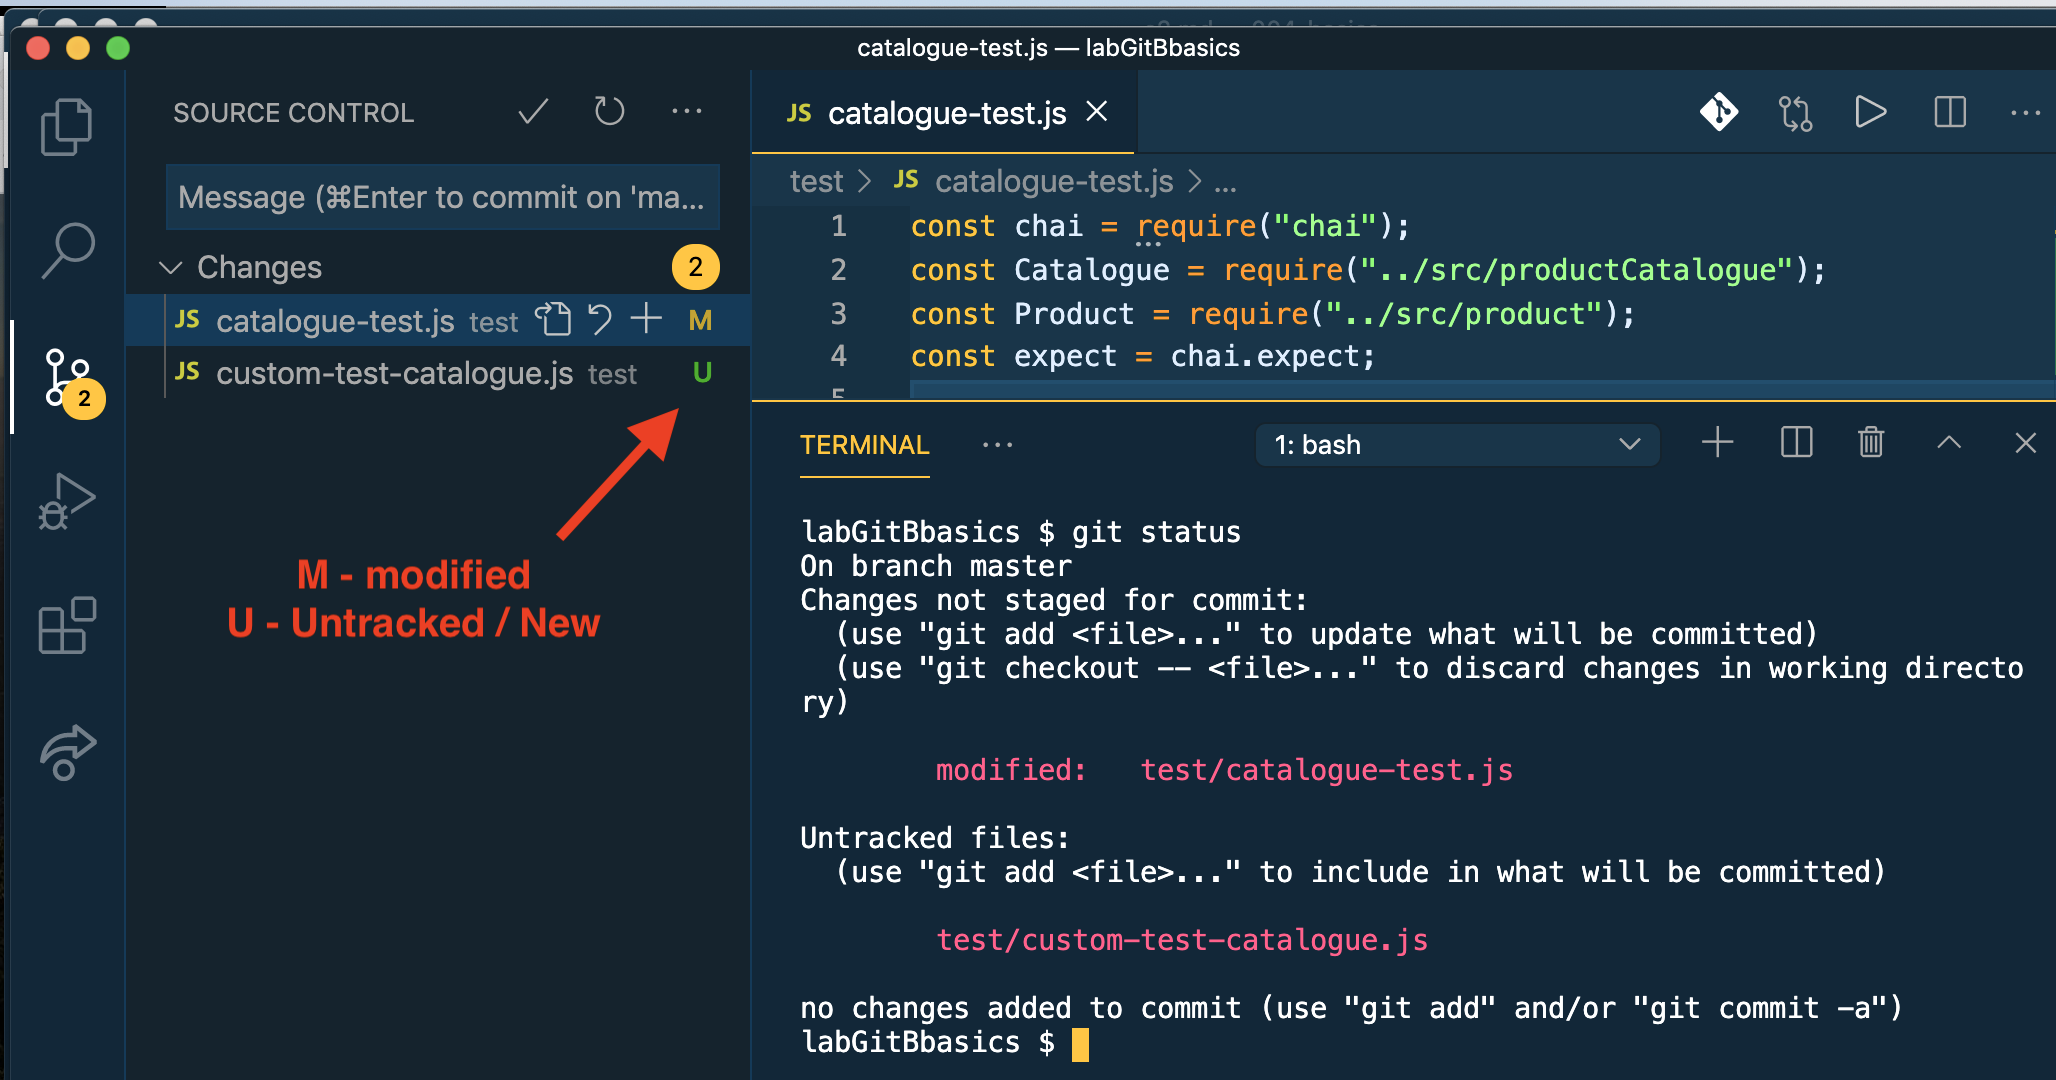 catalogue-test.js — labGitBbasics
SOURCE CONTROL
Message (⌘Enter to commit on 'ma...
Changes 2
JS catalogue-test.js test M
JS custom-test-catalogue.js test U
2
M - modified
U - Untracked / New
JS catalogue-test.js
test > JS catalogue-test.js > ...
1 const chai = require("chai");
2 const Catalogue = require("../src/productCatalogue");
3 const Product = require("../src/product");
4 const expect = chai.expect;
5
TERMINAL
1: bash
labGitBbasics $ git status
On branch master
Changes not staged for commit:
(use "git add <file>..." to update what will be committed)
(use "git checkout -- <file>..." to discard changes in working directo
ry)
modified: test/catalogue-test.js
Untracked files:
(use "git add <file>..." to include in what will be committed)
test/custom-test-catalogue.js
no changes added to commit (use "git add" and/or "git commit -a")
labGitBbasics $